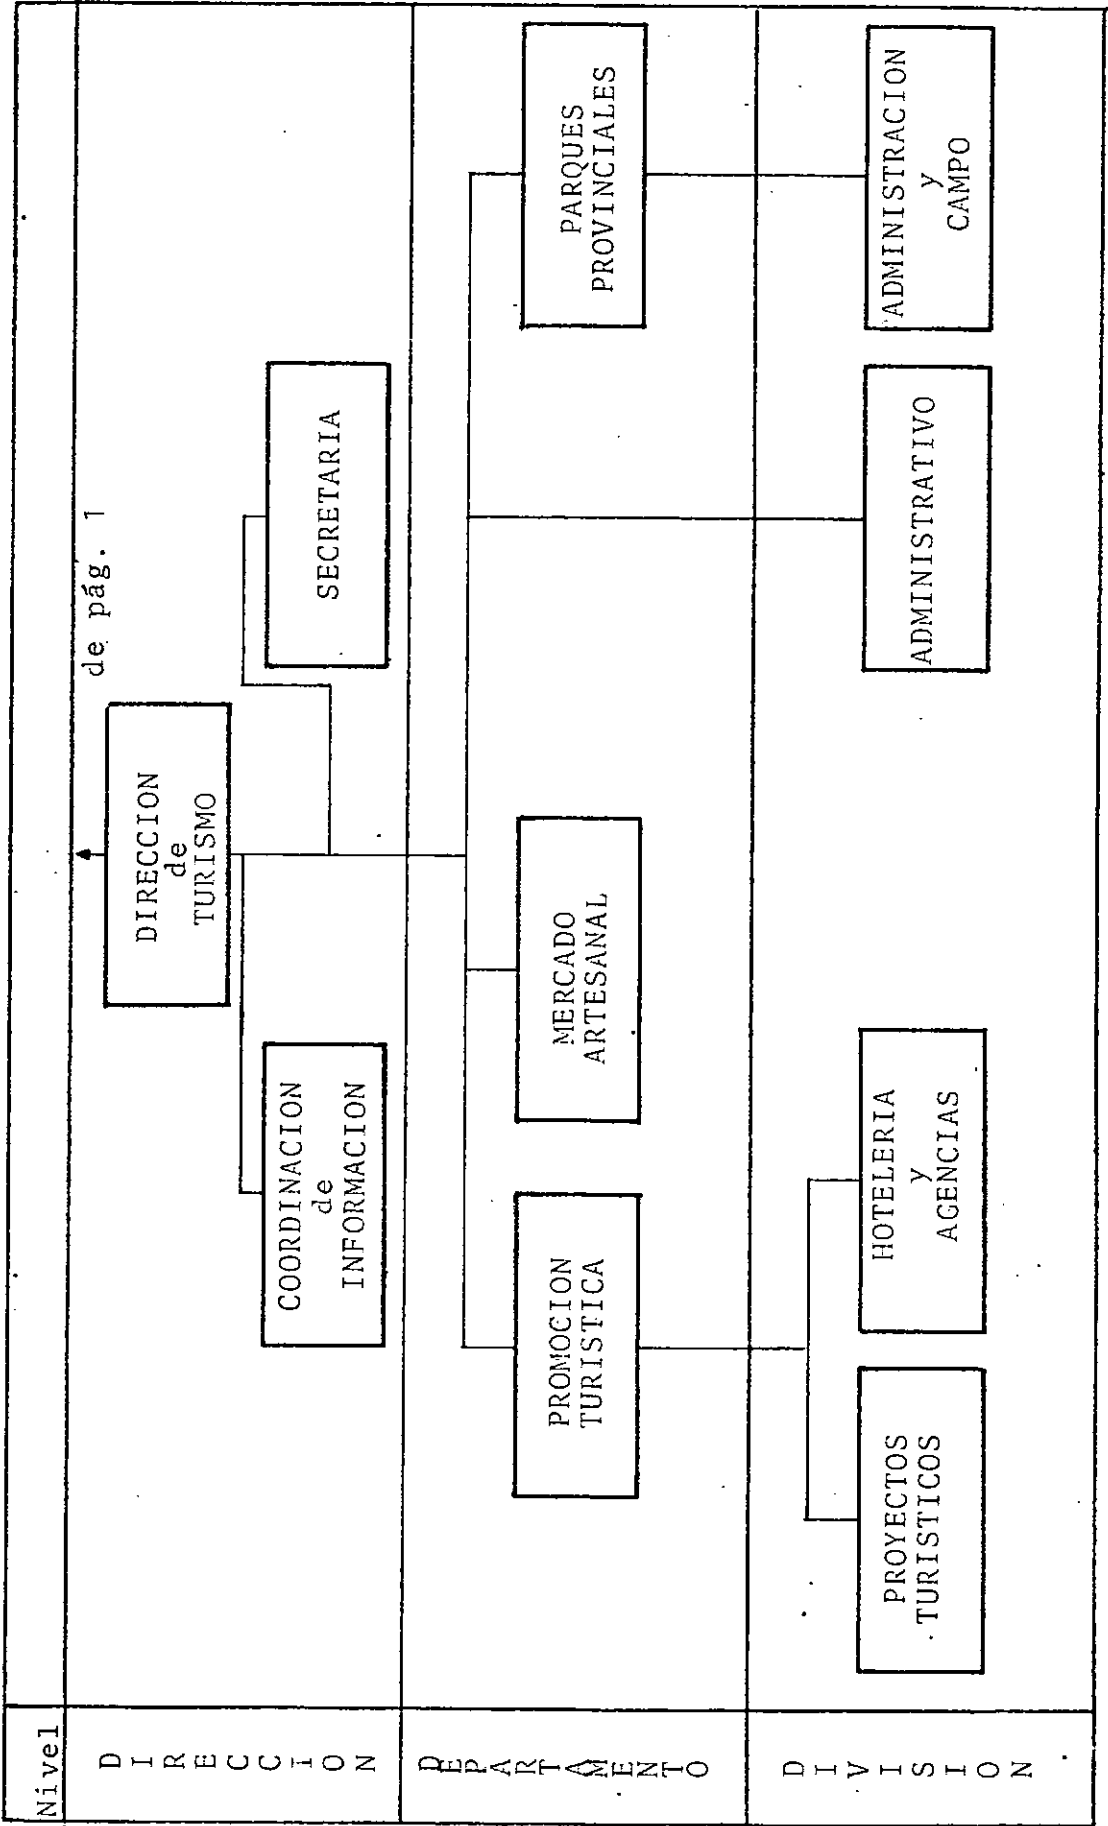 Nivel
DIRECCION
de pág. 1
DIRECCION
de
TURISMO
COORDINACION
de
INFORMACION
SECRETARIA
DEPARTAMENTO
PROMOCION
TURISTICA
MERCADO
ARTESANAL
PARQUES
PROVINCIALES
DIVISION
PROYECTOS
TURISTICOS
HOTELERIA
y
AGENCIAS
ADMINISTRATIVO
ADMINISTRACION
y
CAMPO